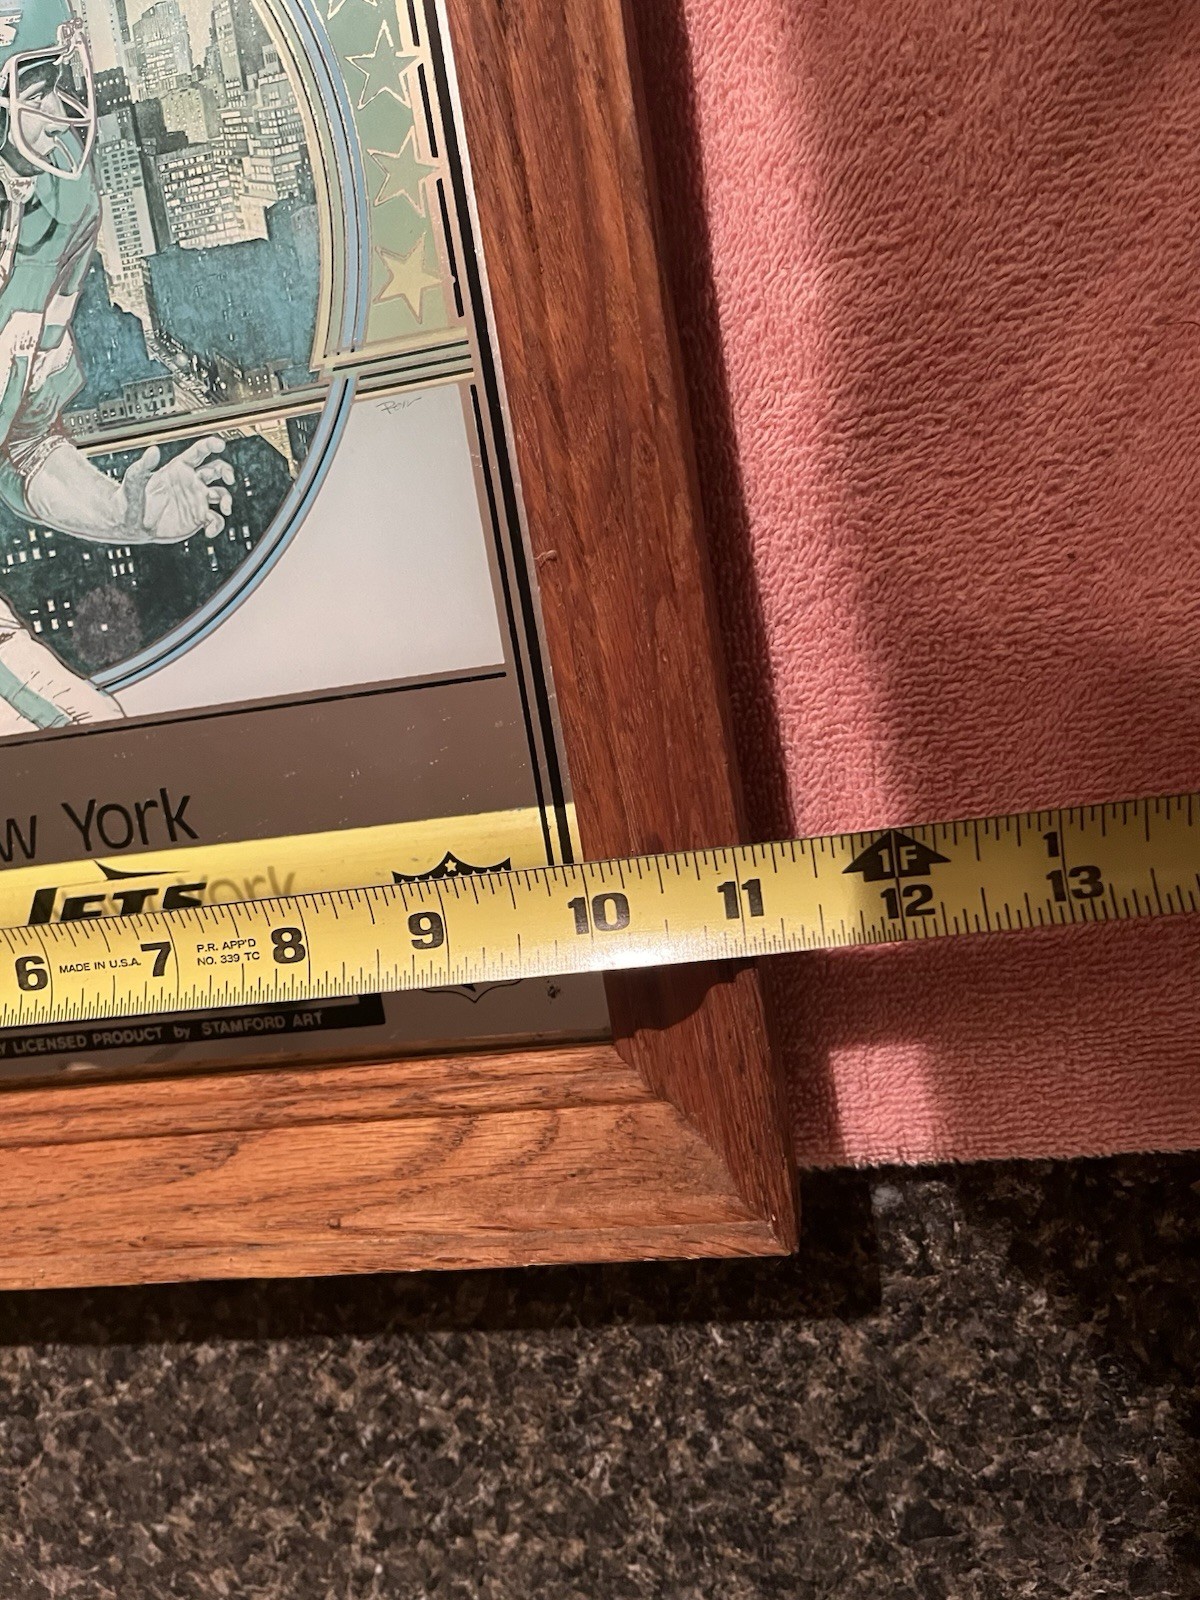 Roir
w York
JETS
6 MADE IN U.S.A. 7 P.R. APP'D 8 9 10 11 1F 12 1 13
NO. 339 TC
Y LICENSED PRODUCT by STAMFORD ART